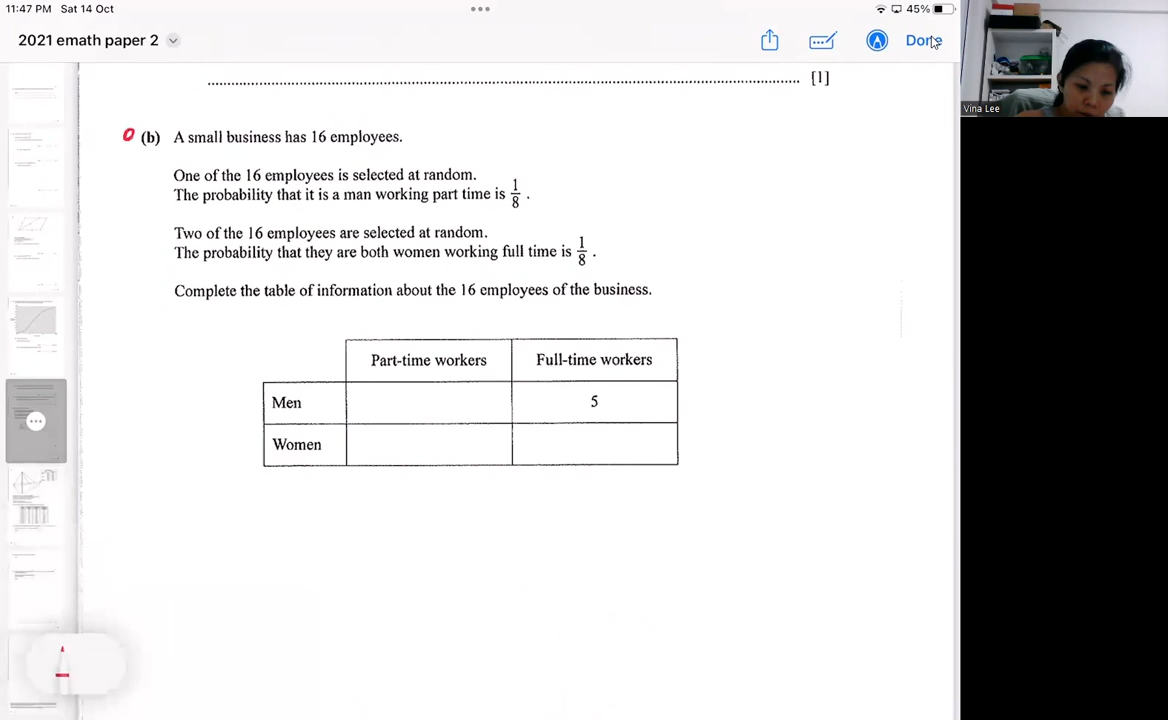 11:47 PM Sat 14 Oct
45%
2021 emath paper 2
Done
Vina Lee
[1]
(b) A small business has 16 employees.
One of the 16 employees is selected at random.
The probability that it is a man working part time is 1/8 .
Two of the 16 employees are selected at random.
The probability that they are both women working full time is 1/8 .
Complete the table of information about the 16 employees of the business.
Part-time workers Full-time workers
Men 5
Women